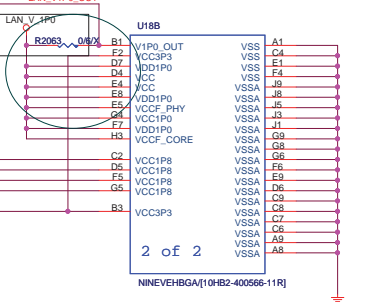 LAN_V_1P0
U18B
R2063 0/6/X
B1 V1P0_OUT VSS A1
F2 VCC3P3 VSS C4
D7 VDD1P0 VSS E1
D4 VCC VSS F4
E4 VCC VSSA J9
E8 VDD1P0 VSSA J8
E5 VCCF_PHY VSSA J5
G4 VCC1P0 VSSA J3
F7 VDD1P0 VSSA J1
H3 VCCF_CORE VSSA G9
VSSA G8
C2 VCC1P8 VSSA G6
D5 VCC1P8 VSSA F6
F5 VCC1P8 VSSA E9
G5 VCC1P8 VSSA D6
VSSA C9
B3 VCC3P3 VSSA C8
VSSA C7
VSSA C6
2 of 2 VSSA A9
VSSA A8
NINEVEHBGA/[10HB2-400566-11R]